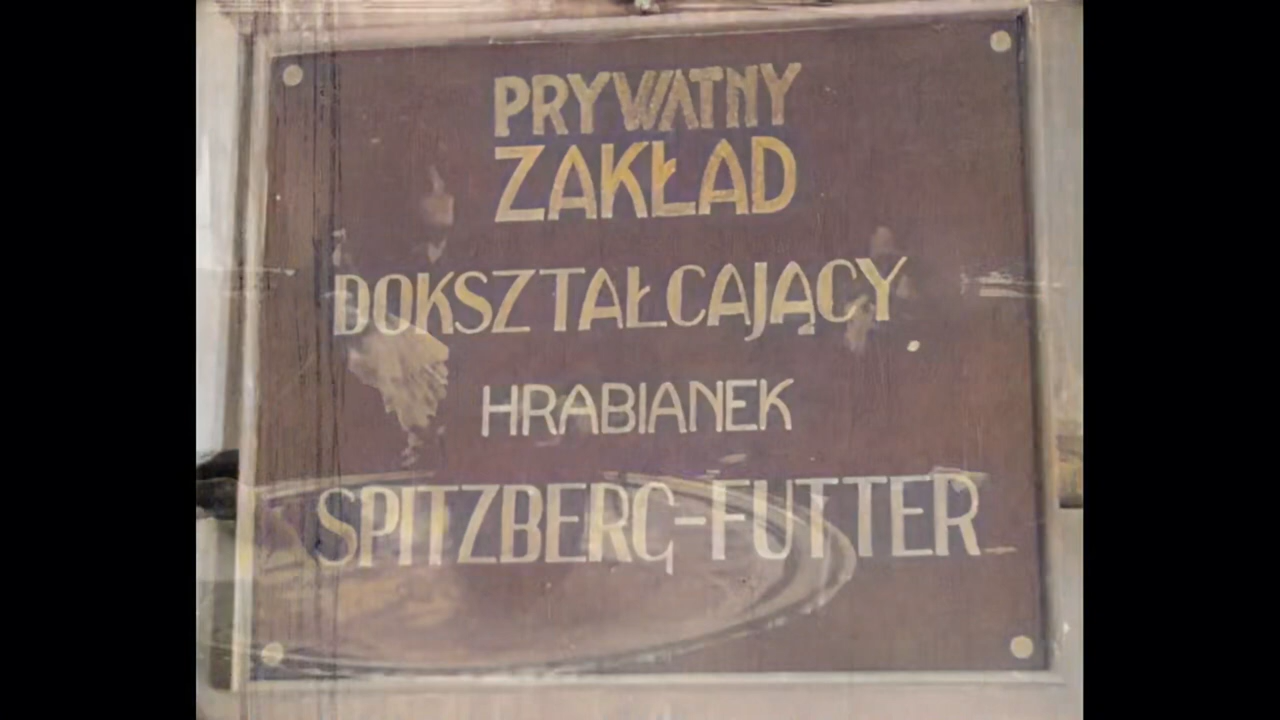 PRYWATNY
ZAKŁAD
DOKSZTAŁCAJĄCY
HRABIANEK
SPITZBERG-FUTTER